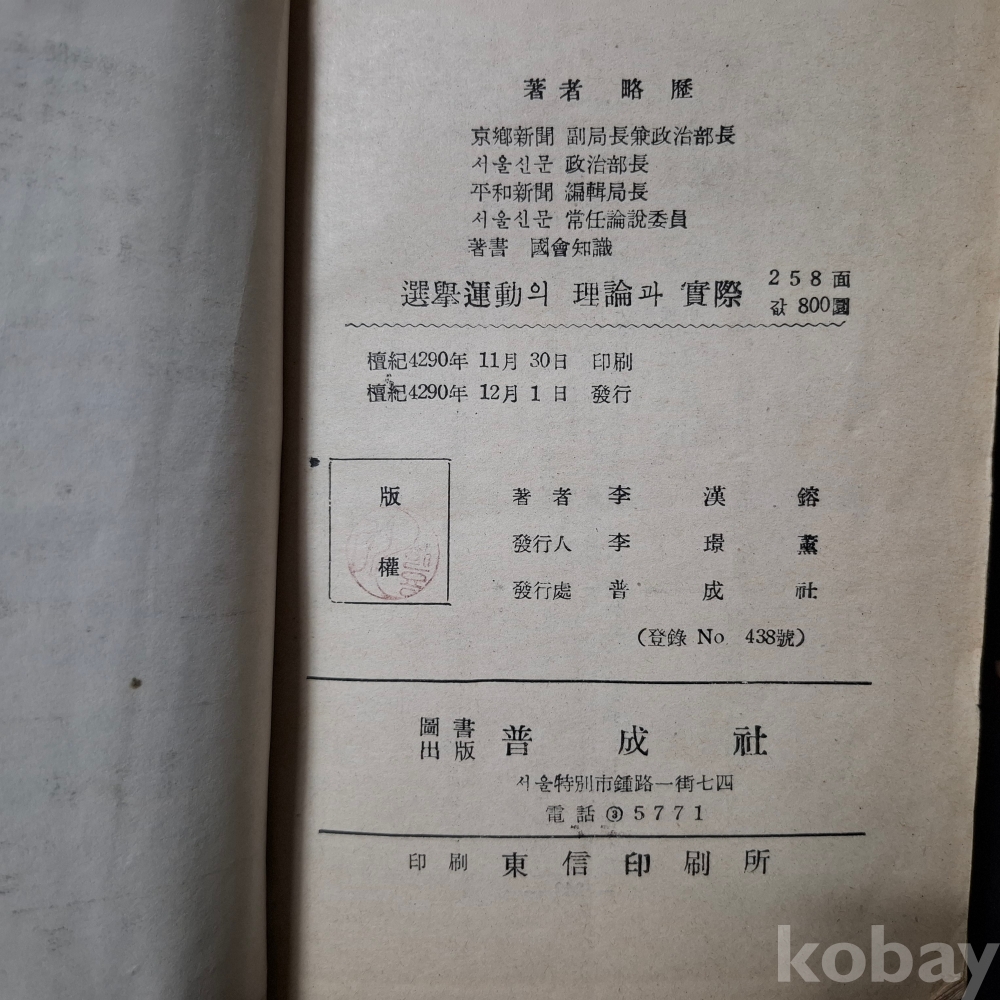 著者 略歷
京鄕新聞 副局長兼政治部長
서울신문 政治部長
平和新聞 編輯局長
서울신문 常任論說委員
著書 國會知識
選擧運動의 理論과 實際
258面
값 800圜
檀紀4290年 11月 30日 印刷
檀紀4290年 12月 1日 發行
版
權
著者 李漢鎔
發行人 李璟薰
發行處 普成社
(登錄 No 438號)
圖書出版 普成社
서울特別市鍾路一街七四
電話 ③ 5771
印刷 東信印刷所
kobay